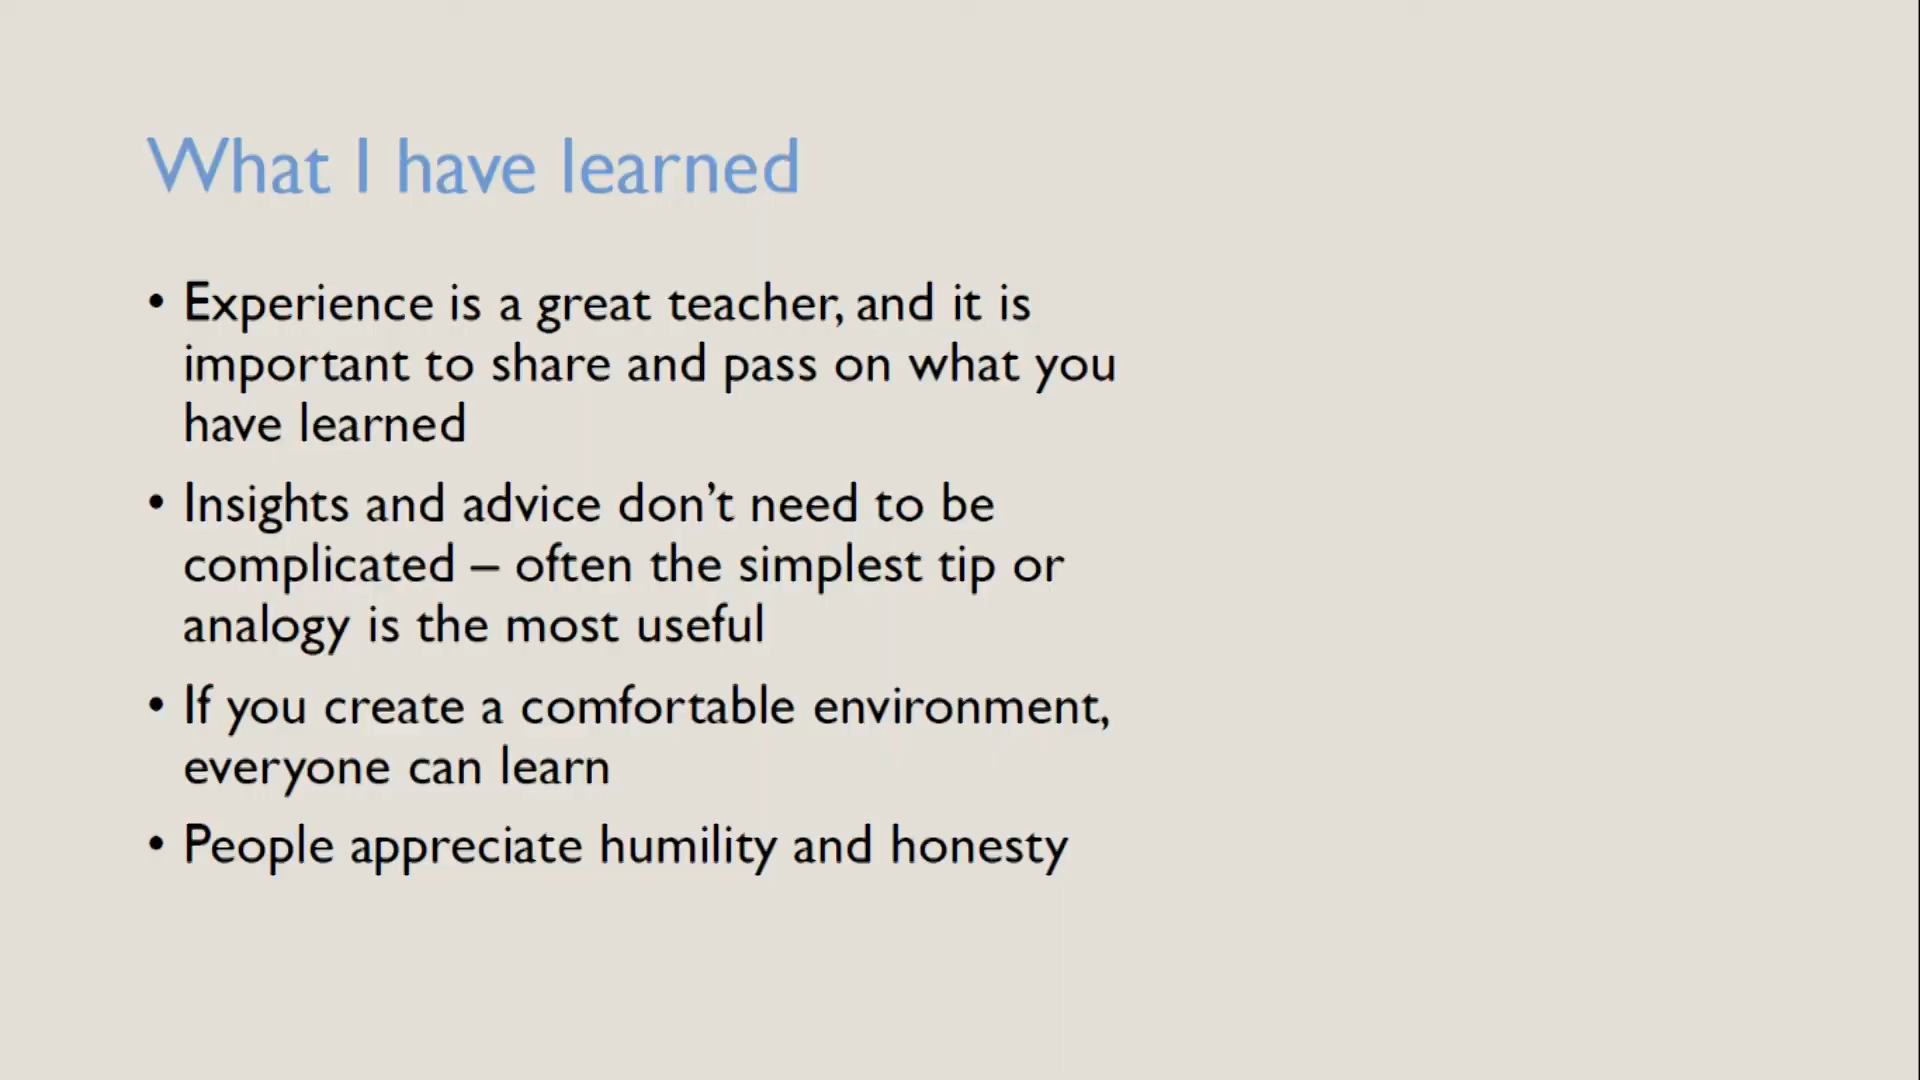 What I have learned
• Experience is a great teacher, and it is
important to share and pass on what you
have learned
• Insights and advice don’t need to be
complicated – often the simplest tip or
analogy is the most useful
• If you create a comfortable environment,
everyone can learn
• People appreciate humility and honesty